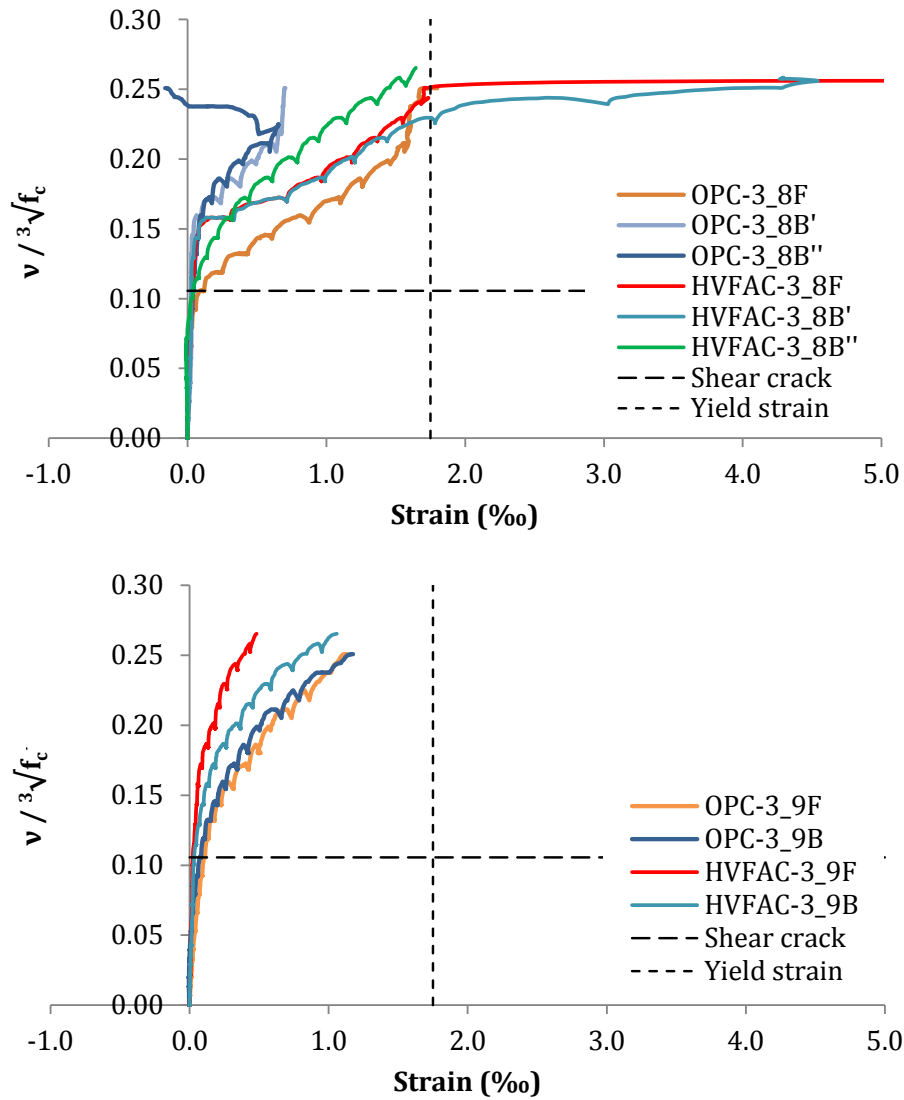 0.30
0.25
0.20
0.15
0.10
0.05
0.00
ν / ³√f_c
-1.0 0.0 1.0 2.0 3.0 4.0 5.0
Strain (‰)
OPC-3_8F
OPC-3_8B'
OPC-3_8B''
HVFAC-3_8F
HVFAC-3_8B'
HVFAC-3_8B''
Shear crack
Yield strain
0.30
0.25
0.20
0.15
0.10
0.05
0.00
ν / ³√f_c
-1.0 0.0 1.0 2.0 3.0 4.0 5.0
Strain (‰)
OPC-3_9F
OPC-3_9B
HVFAC-3_9F
HVFAC-3_9B
Shear crack
Yield strain